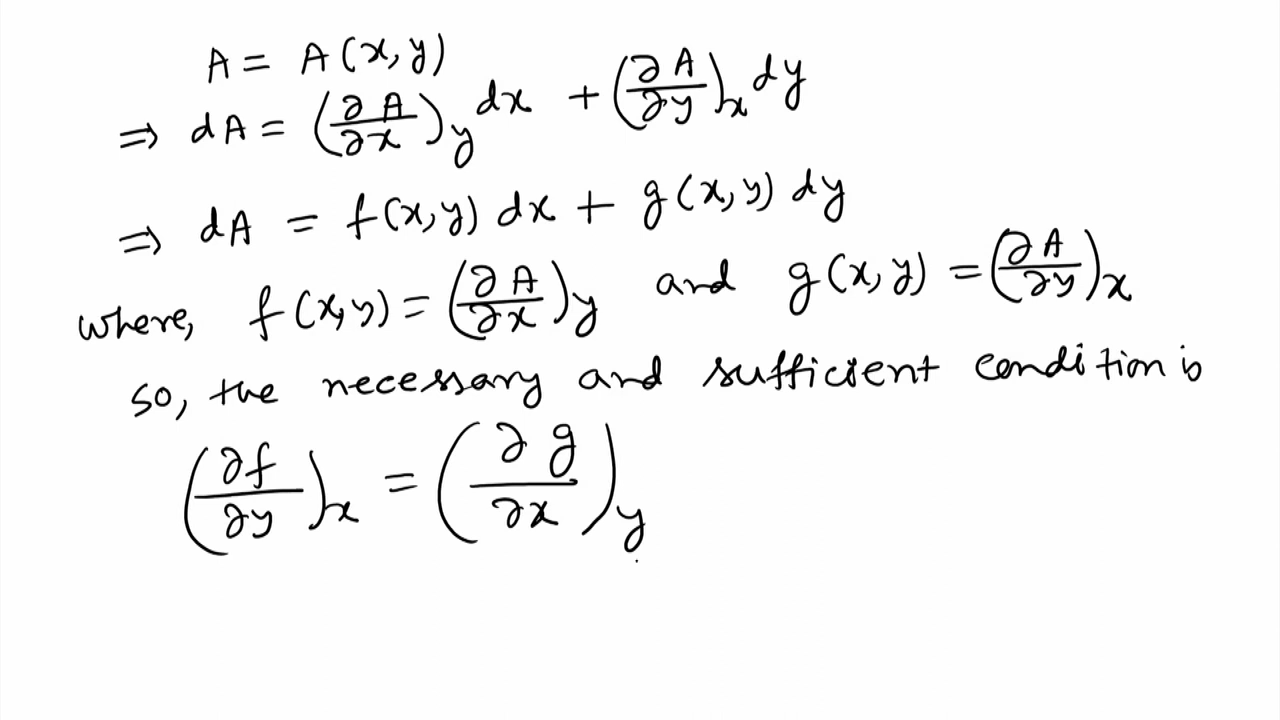 A = A(x, y)
⇒ dA = (∂A/∂x)_y dx + (∂A/∂y)_x dy
⇒ dA = f(x, y) dx + g(x, y) dy
where, f(x, y) = (∂A/∂x)_y and g(x, y) = (∂A/∂y)_x
so, the necessary and sufficient condition is
(∂f/∂y)_x = (∂g/∂x)_y